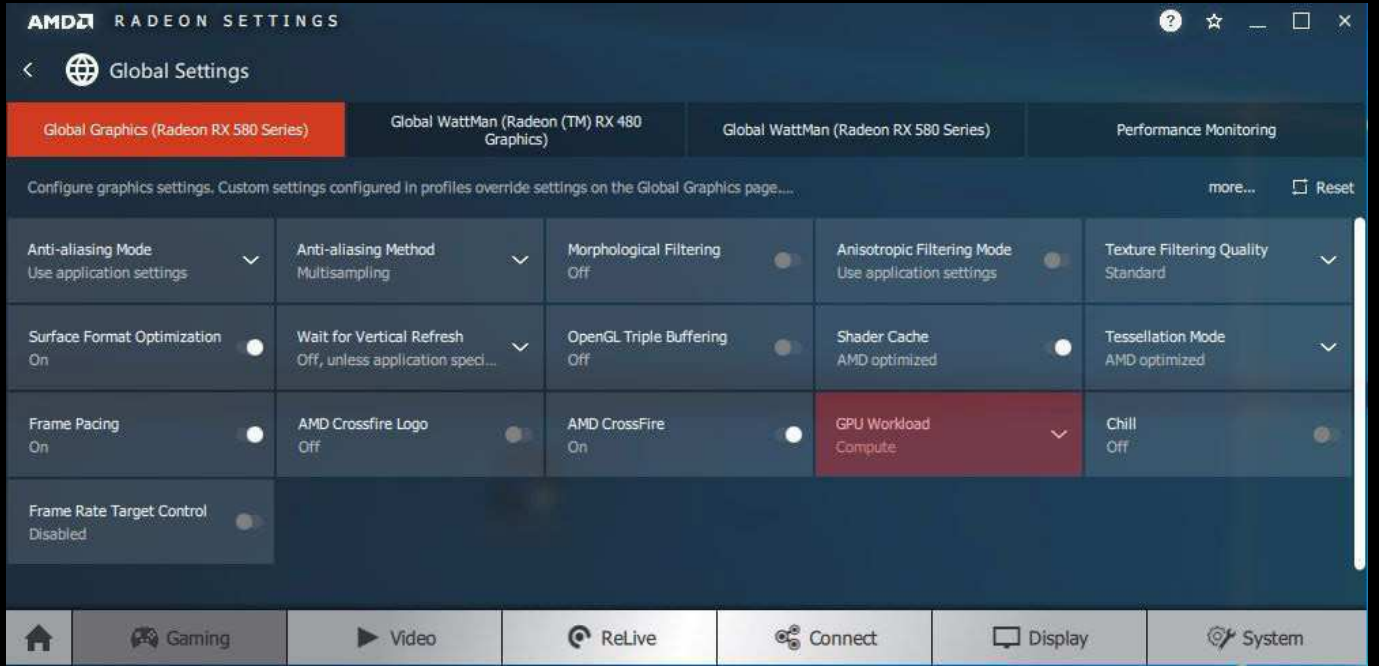 AMD RADEON SETTINGS
Global Settings
Global Graphics (Radeon RX 580 Series)
Global WattMan (Radeon (TM) RX 480
Graphics)
Global WattMan (Radeon RX 580 Series)
Performance Monitoring
Configure graphics settings. Custom settings configured in profiles override settings on the Global Graphics page....
more...
Reset
Anti-aliasing Mode
Use application settings
Anti-aliasing Method
Multisampling
Morphological Filtering
Off
Anisotropic Filtering Mode
Use application settings
Texture Filtering Quality
Standard
Surface Format Optimization
On
Wait for Vertical Refresh
Off, unless application speci...
OpenGL Triple Buffering
Off
Shader Cache
AMD optimized
Tessellation Mode
AMD optimized
Frame Pacing
On
AMD Crossfire Logo
Off
AMD CrossFire
On
GPU Workload
Compute
Chill
Off
Frame Rate Target Control
Disabled
Gaming
Video
ReLive
Connect
Display
System